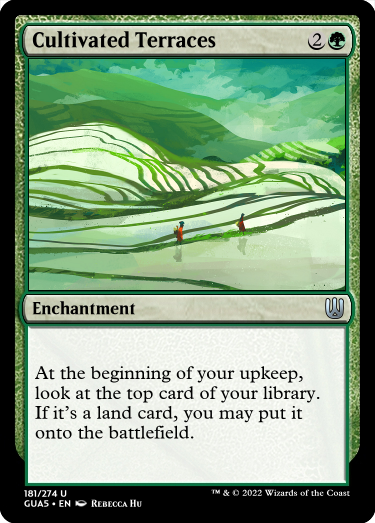 Cultivated Terraces 2
Enchantment
At the beginning of your upkeep,
look at the top card of your library.
If it's a land card, you may put it
onto the battlefield.
181/274 U
GUA5 • EN Rebecca Hu
™ & © 2022 Wizards of the Coast